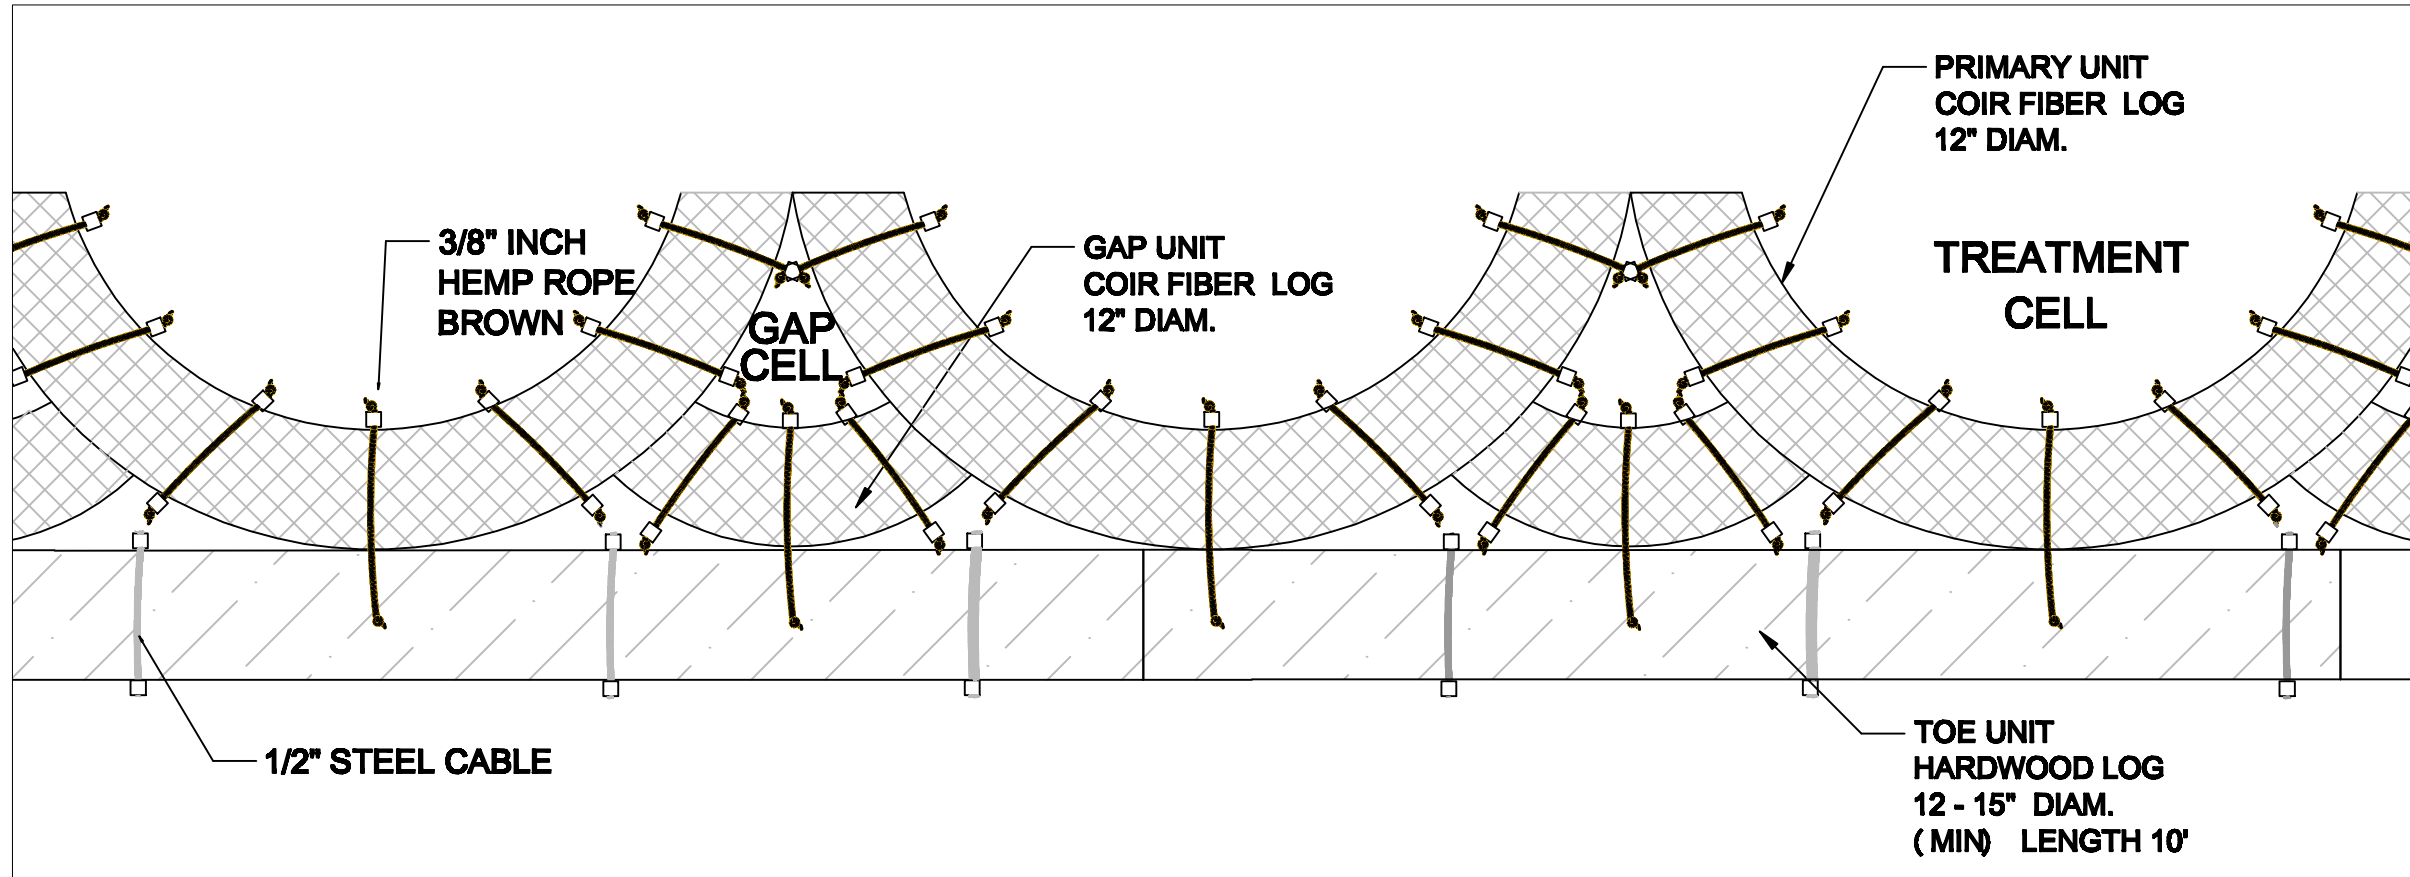 PRIMARY UNIT
COIR FIBER LOG
12" DIAM.
3/8" INCH
HEMP ROPE
BROWN
GAP UNIT
COIR FIBER LOG
12" DIAM.
TREATMENT
CELL
GAP
CELL
1/2" STEEL CABLE
TOE UNIT
HARDWOOD LOG
12 - 15" DIAM.
( MIN) LENGTH 10'